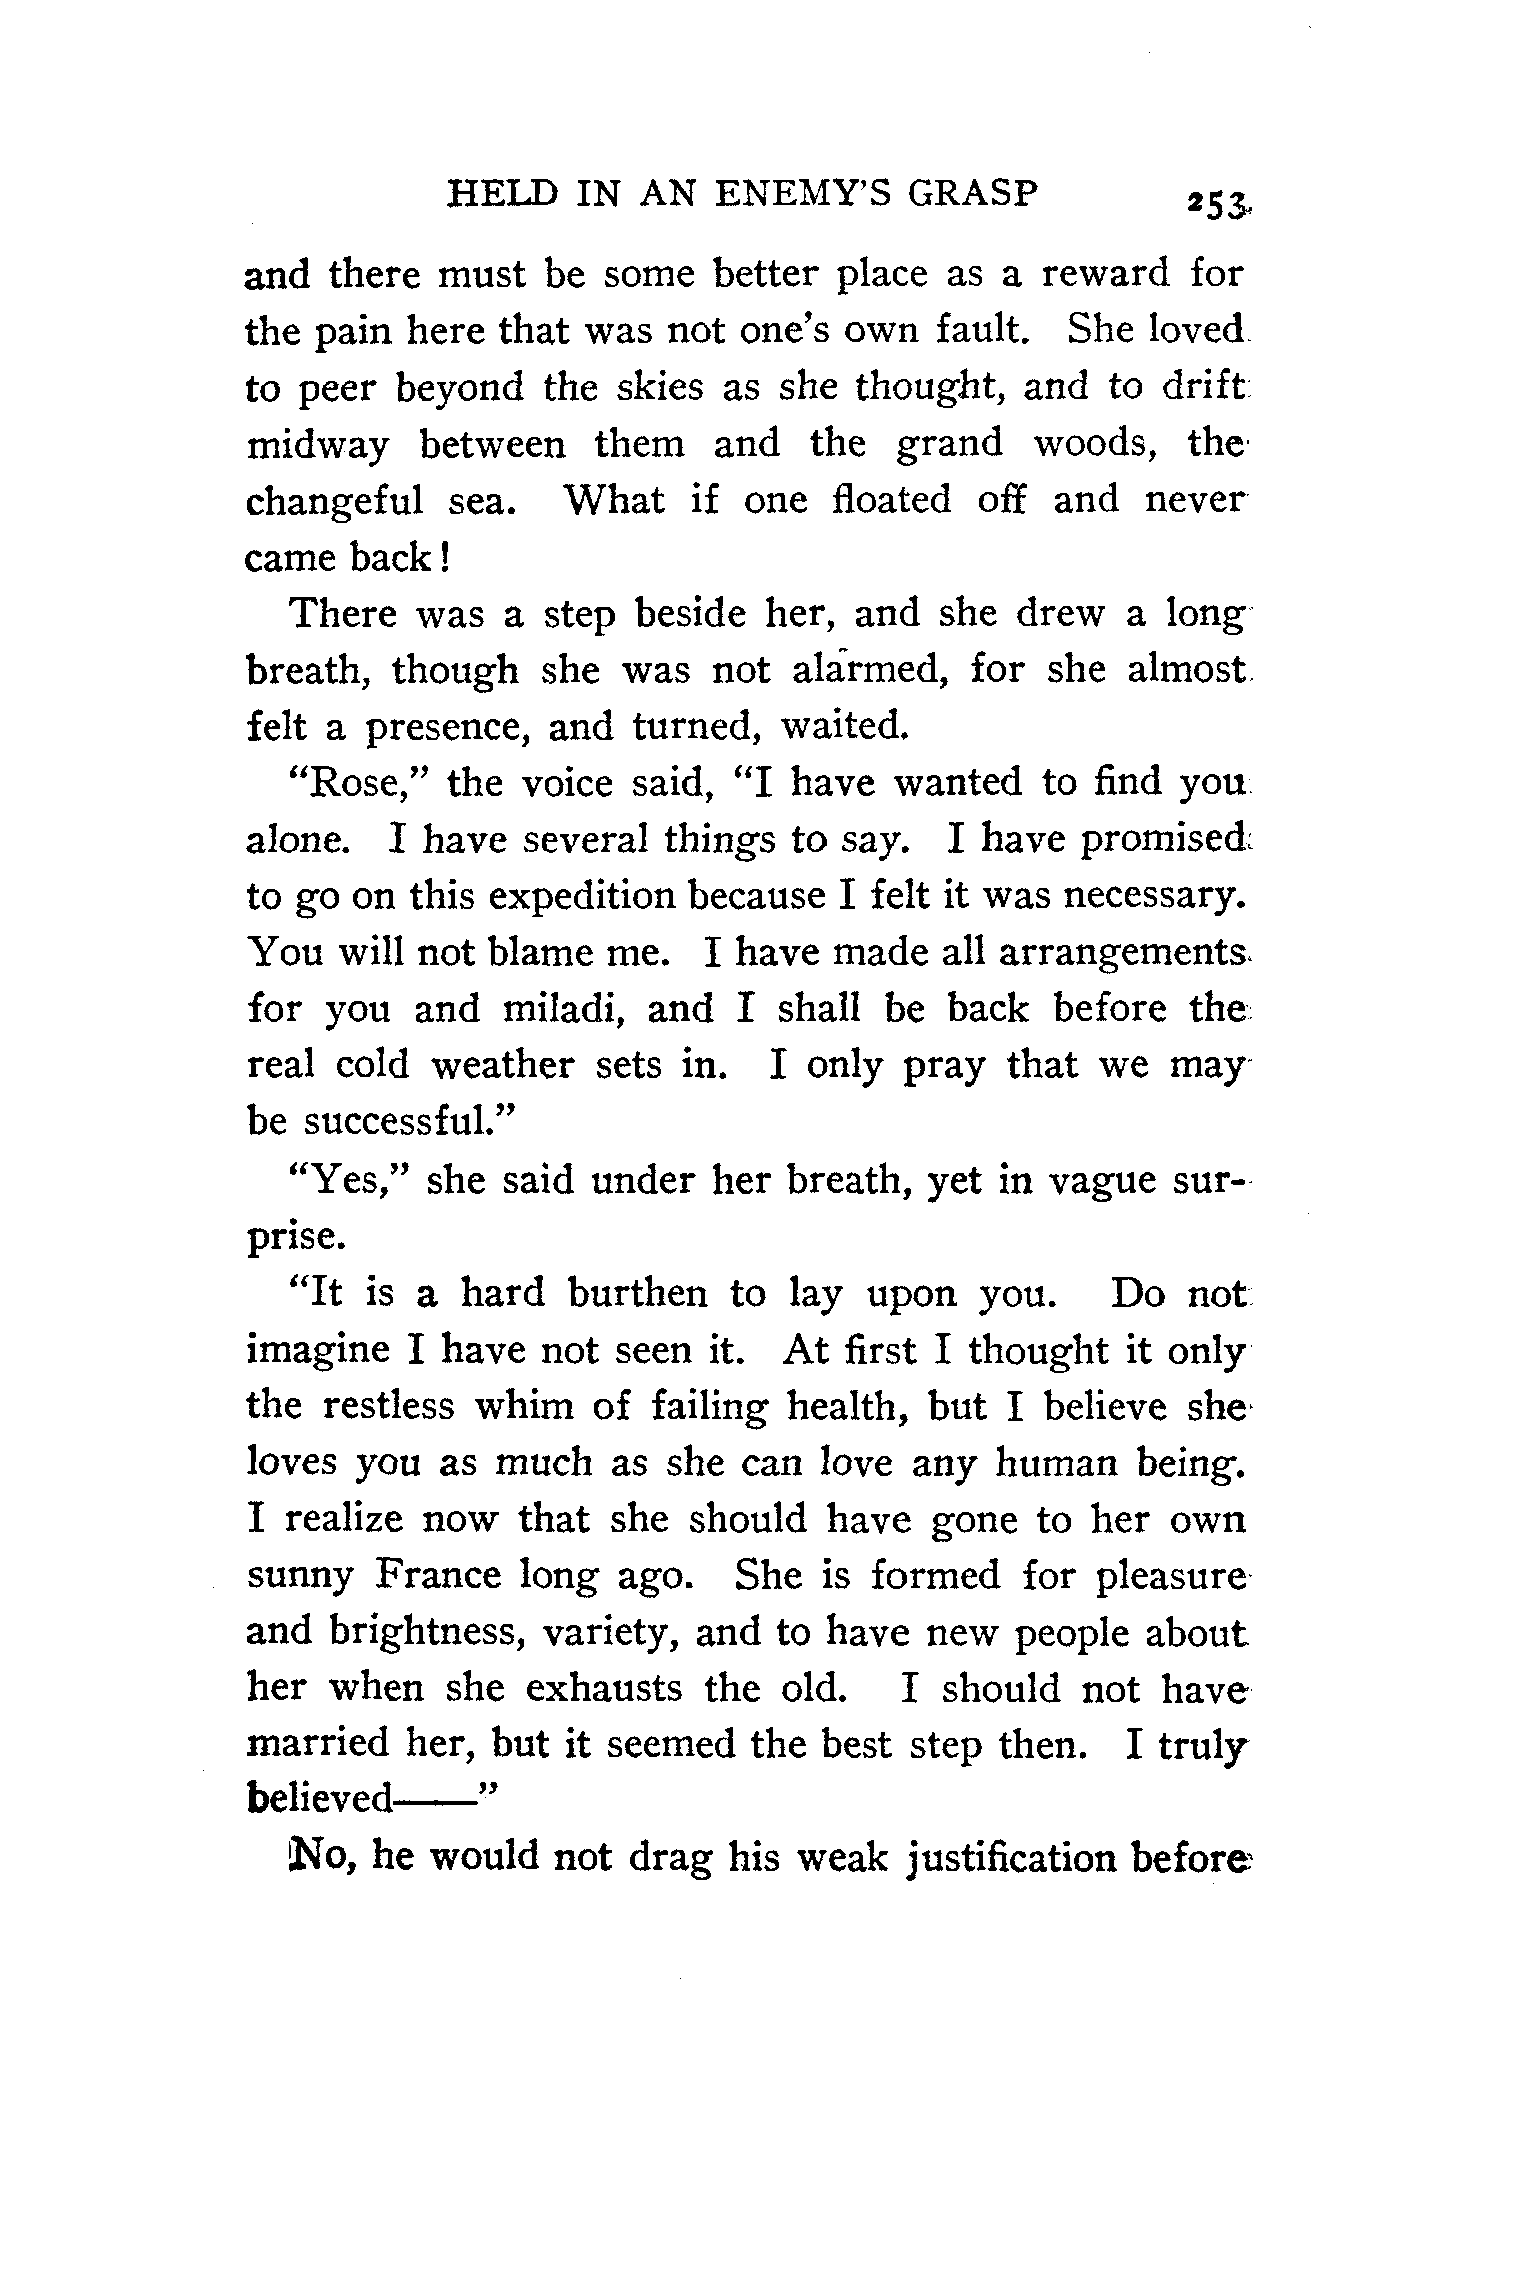 HELD IN AN ENEMY'S GRASP 253
and there must be some better place as a reward for
the pain here that was not one's own fault. She loved
to peer beyond the skies as she thought, and to drift
midway between them and the grand woods, the
changeful sea. What if one floated off and never
came back!
There was a step beside her, and she drew a long
breath, though she was not alarmed, for she almost
felt a presence, and turned, waited.
"Rose," the voice said, "I have wanted to find you
alone. I have several things to say. I have promised
to go on this expedition because I felt it was necessary.
You will not blame me. I have made all arrangements
for you and miladi, and I shall be back before the
real cold weather sets in. I only pray that we may
be successful."
"Yes," she said under her breath, yet in vague sur-
prise.
"It is a hard burthen to lay upon you. Do not
imagine I have not seen it. At first I thought it only
the restless whim of failing health, but I believe she
loves you as much as she can love any human being.
I realize now that she should have gone to her own
sunny France long ago. She is formed for pleasure
and brightness, variety, and to have new people about
her when she exhausts the old. I should not have
married her, but it seemed the best step then. I truly
believed——"
No, he would not drag his weak justification before